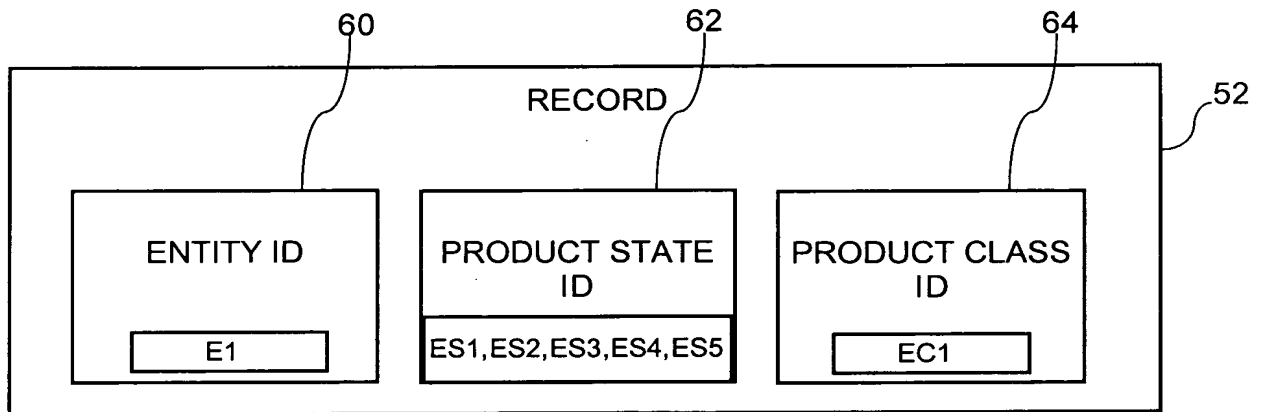 60
62
64
RECORD
52
ENTITY ID
E1
PRODUCT STATE
ID
ES1,ES2,ES3,ES4,ES5
PRODUCT CLASS
ID
EC1